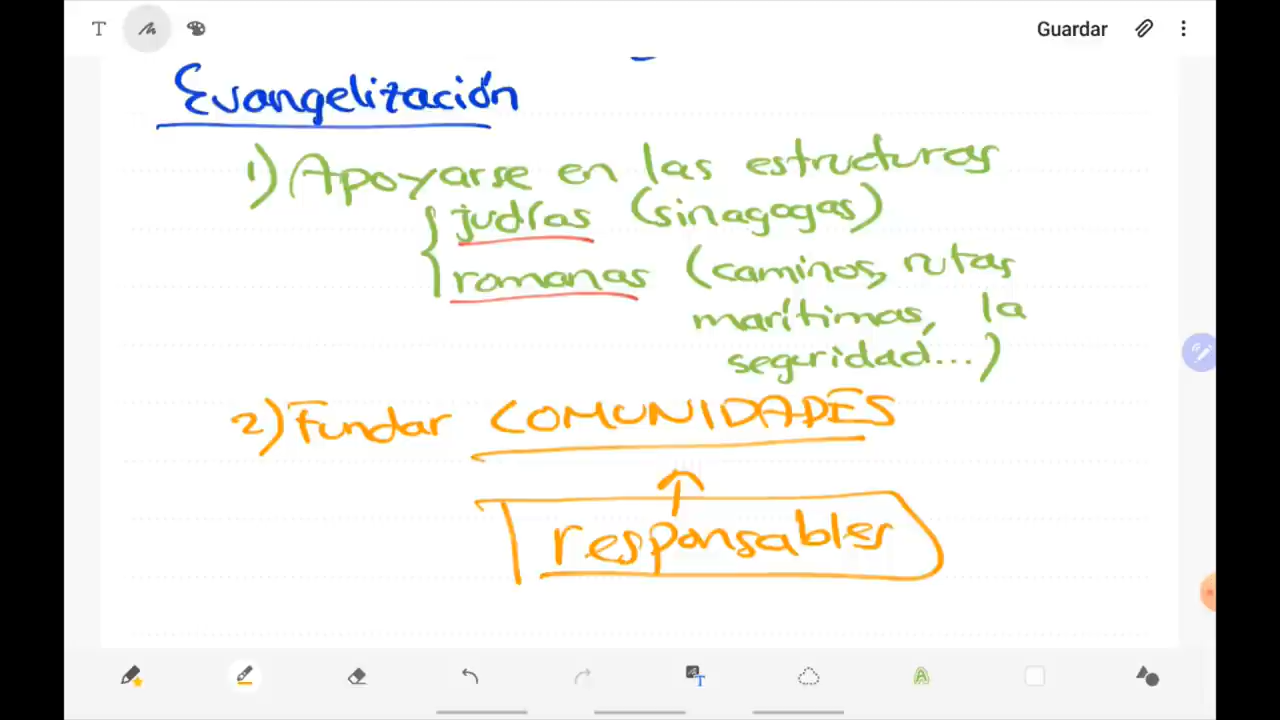 T
Guardar
Evangelización
1) Apoyarse en las estructuras
judías (sinagogas)
romanas (caminos, rutas
marítimas, la
seguridad...)
2) Fundar COMUNIDADES
responsables